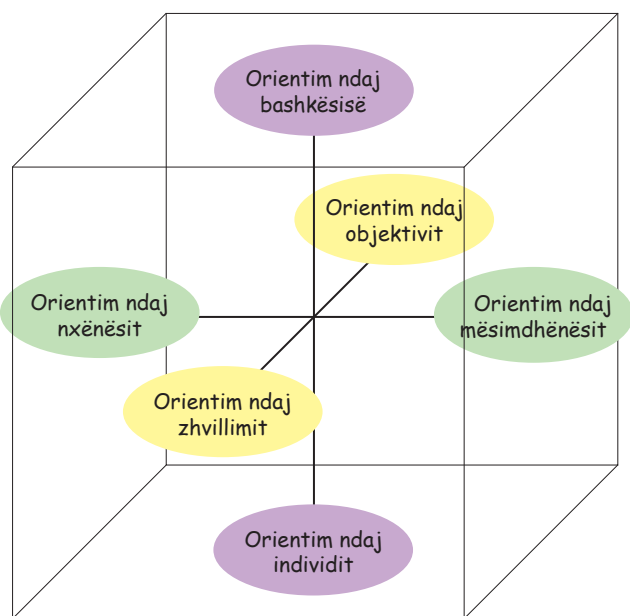 Orientim ndaj
bashkësisë
Orientim ndaj
objektivit
Orientim ndaj
nxënësit
Orientim ndaj
mësimdhënësit
Orientim ndaj
zhvillimit
Orientim ndaj
individit